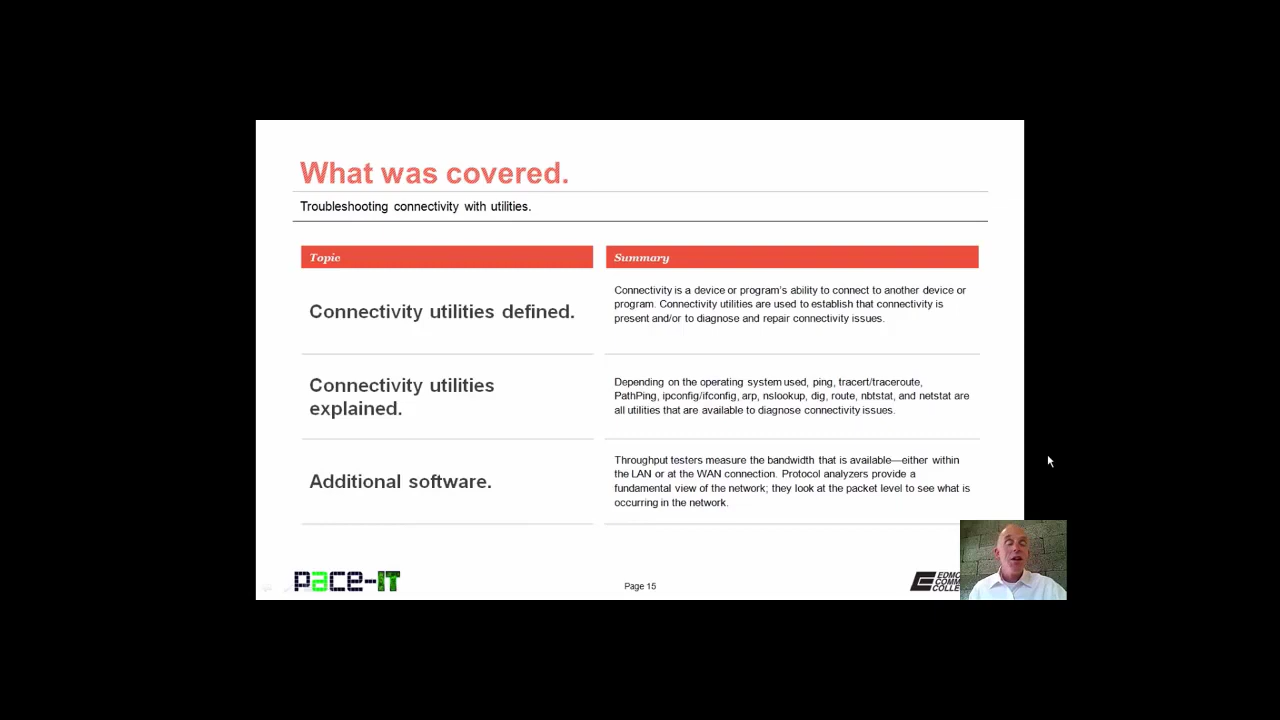 What was covered.
Troubleshooting connectivity with utilities.
Topic
Summary
Connectivity utilities defined.
Connectivity is a device or program's ability to connect to another device or
program. Connectivity utilities are used to establish that connectivity is
present and/or to diagnose and repair connectivity issues.
Connectivity utilities
explained.
Depending on the operating system used, ping, tracert/traceroute,
PathPing, ipconfig/ifconfig, arp, nslookup, dig, route, nbtstat, and netstat are
all utilities that are available to diagnose connectivity issues.
Additional software.
Throughput testers measure the bandwidth that is available—either within
the LAN or at the WAN connection. Protocol analyzers provide a
fundamental view of the network; they look at the packet level to see what is
occurring in the network.
pace-IT
Page 15